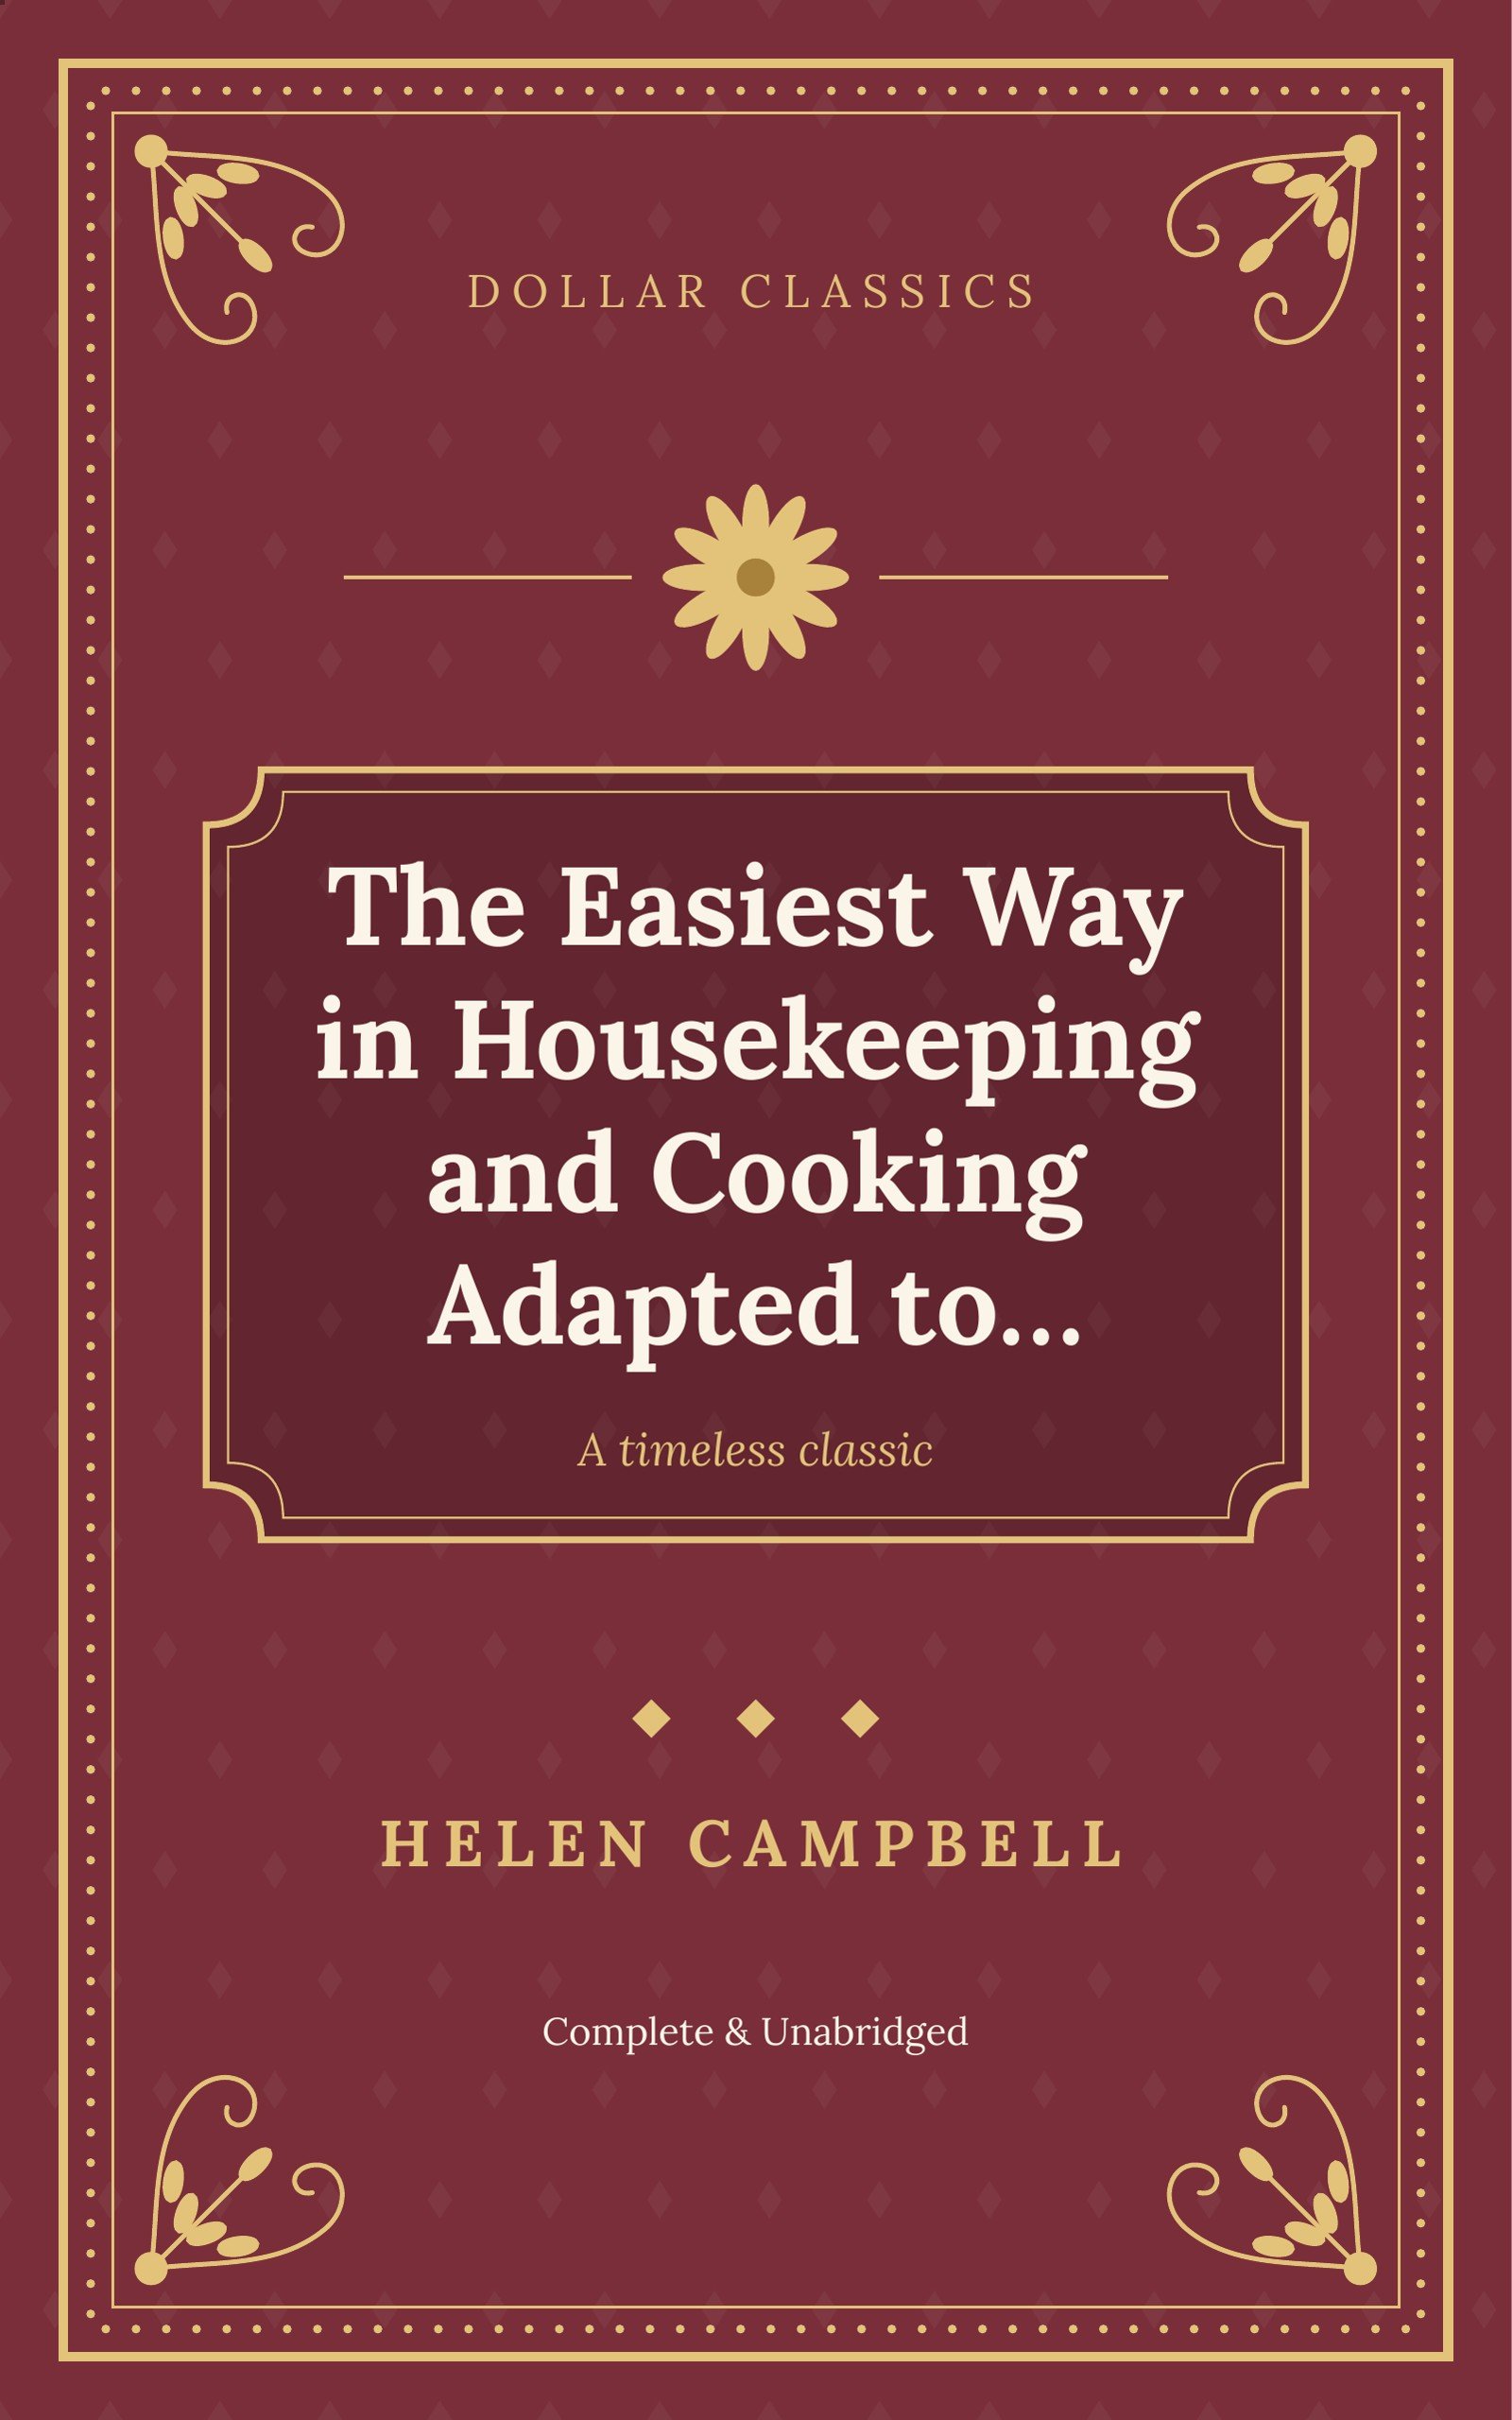 DOLLAR CLASSICS
The Easiest Way
in Housekeeping
and Cooking
Adapted to...
A timeless classic
HELEN CAMPBELL
Complete & Unabridged